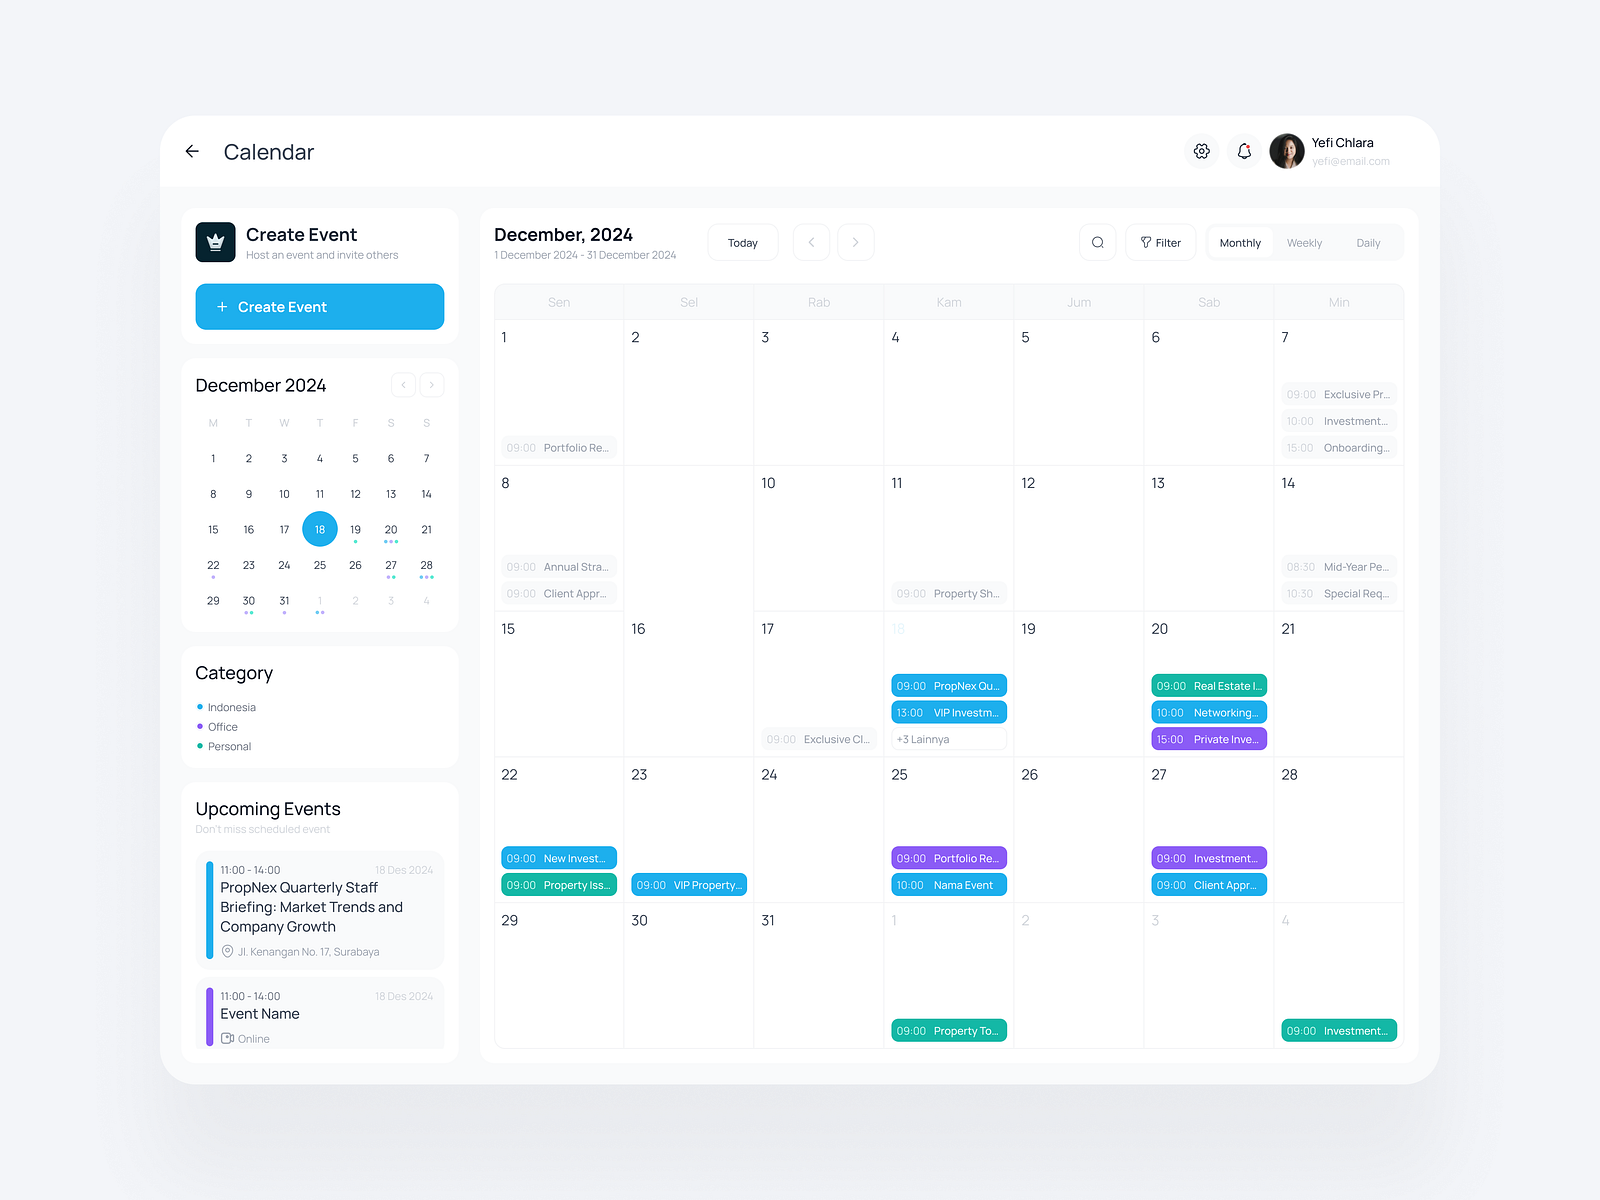 Calendar
Yefi Chlara
yefi@email.com
Create Event
Host an event and invite others
+ Create Event
December 2024
M T W T F S S
1 2 3 4 5 6 7
8 9 10 11 12 13 14
15 16 17 18 19 20 21
22 23 24 25 26 27 28
29 30 31 1 2 3 4
Category
Indonesia
Office
Personal
Upcoming Events
Don't miss scheduled event
11:00 - 14:00 18 Des 2024
PropNex Quarterly Staff
Briefing: Market Trends and
Company Growth
Jl. Kenangan No. 17, Surabaya
11:00 - 14:00 18 Des 2024
Event Name
Online
December, 2024
1 December 2024 - 31 December 2024
Today
Filter
Monthly Weekly Daily
Sen Sel Rab Kam Jum Sab Min
1 2 3 4 5 6 7
09:00 Exclusive Pr...
10:00 Investment...
09:00 Portfolio Re... 15:00 Onboarding...
8 10 11 12 13 14
09:00 Annual Stra... 08:30 Mid-Year Pe...
09:00 Client Appr... 09:00 Property Sh... 10:30 Special Req...
15 16 17 18 19 20 21
09:00 PropNex Qu... 09:00 Real Estate I...
13:00 VIP Investm... 10:00 Networking...
09:00 Exclusive Cl... +3 Lainnya 15:00 Private Inve...
22 23 24 25 26 27 28
09:00 New Invest... 09:00 Portfolio Re... 09:00 Investment...
09:00 Property Iss... 09:00 VIP Property... 10:00 Nama Event 09:00 Client Appr...
29 30 31 1 2 3 4
09:00 Property To... 09:00 Investment...